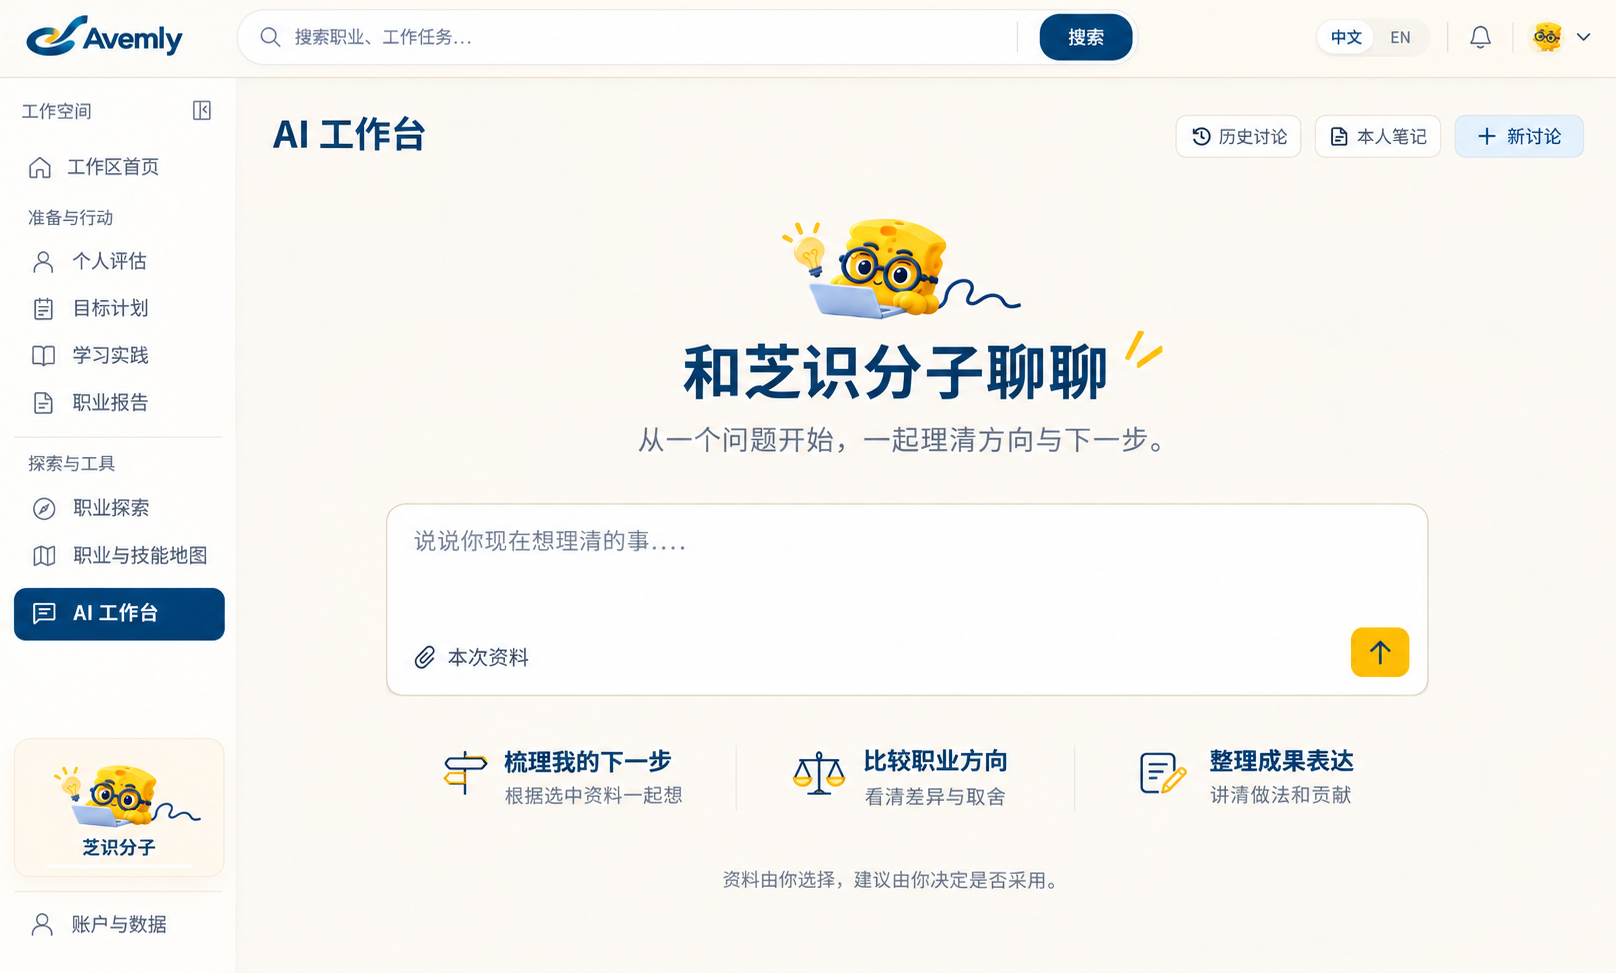 Avemly
搜索职业、工作任务...
搜索
中文
EN
工作空间
工作区首页
准备与行动
个人评估
目标计划
学习实践
职业报告
探索与工具
职业探索
职业与技能地图
AI 工作台
芝识分子
账户与数据
AI 工作台
历史讨论
本人笔记
新讨论
和芝识分子聊聊
从一个问题开始，一起理清方向与下一步。
说说你现在想理清的事....
本次资料
梳理我的下一步
根据选中资料一起想
比较职业方向
看清差异与取舍
整理成果表达
讲清做法和贡献
资料由你选择，建议由你决定是否采用。